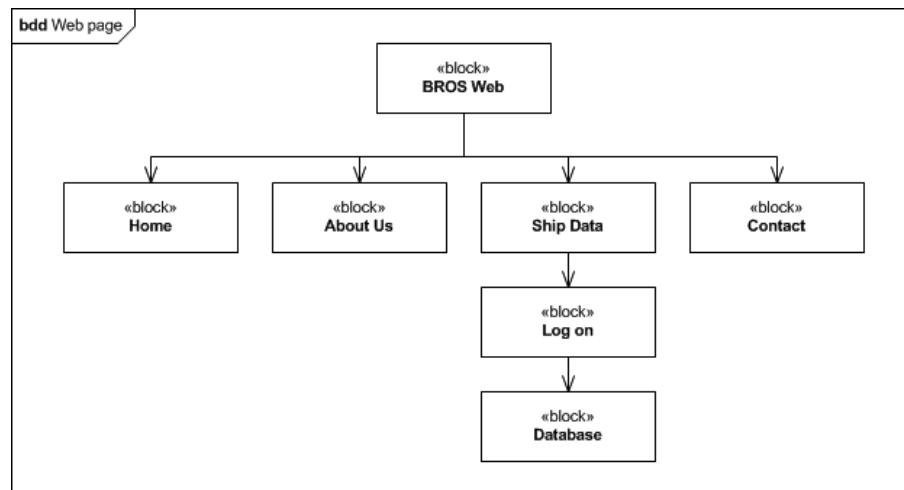 bdd Web page
«block»
BROS Web
«block»
Home
«block»
About Us
«block»
Ship Data
«block»
Contact
«block»
Log on
«block»
Database